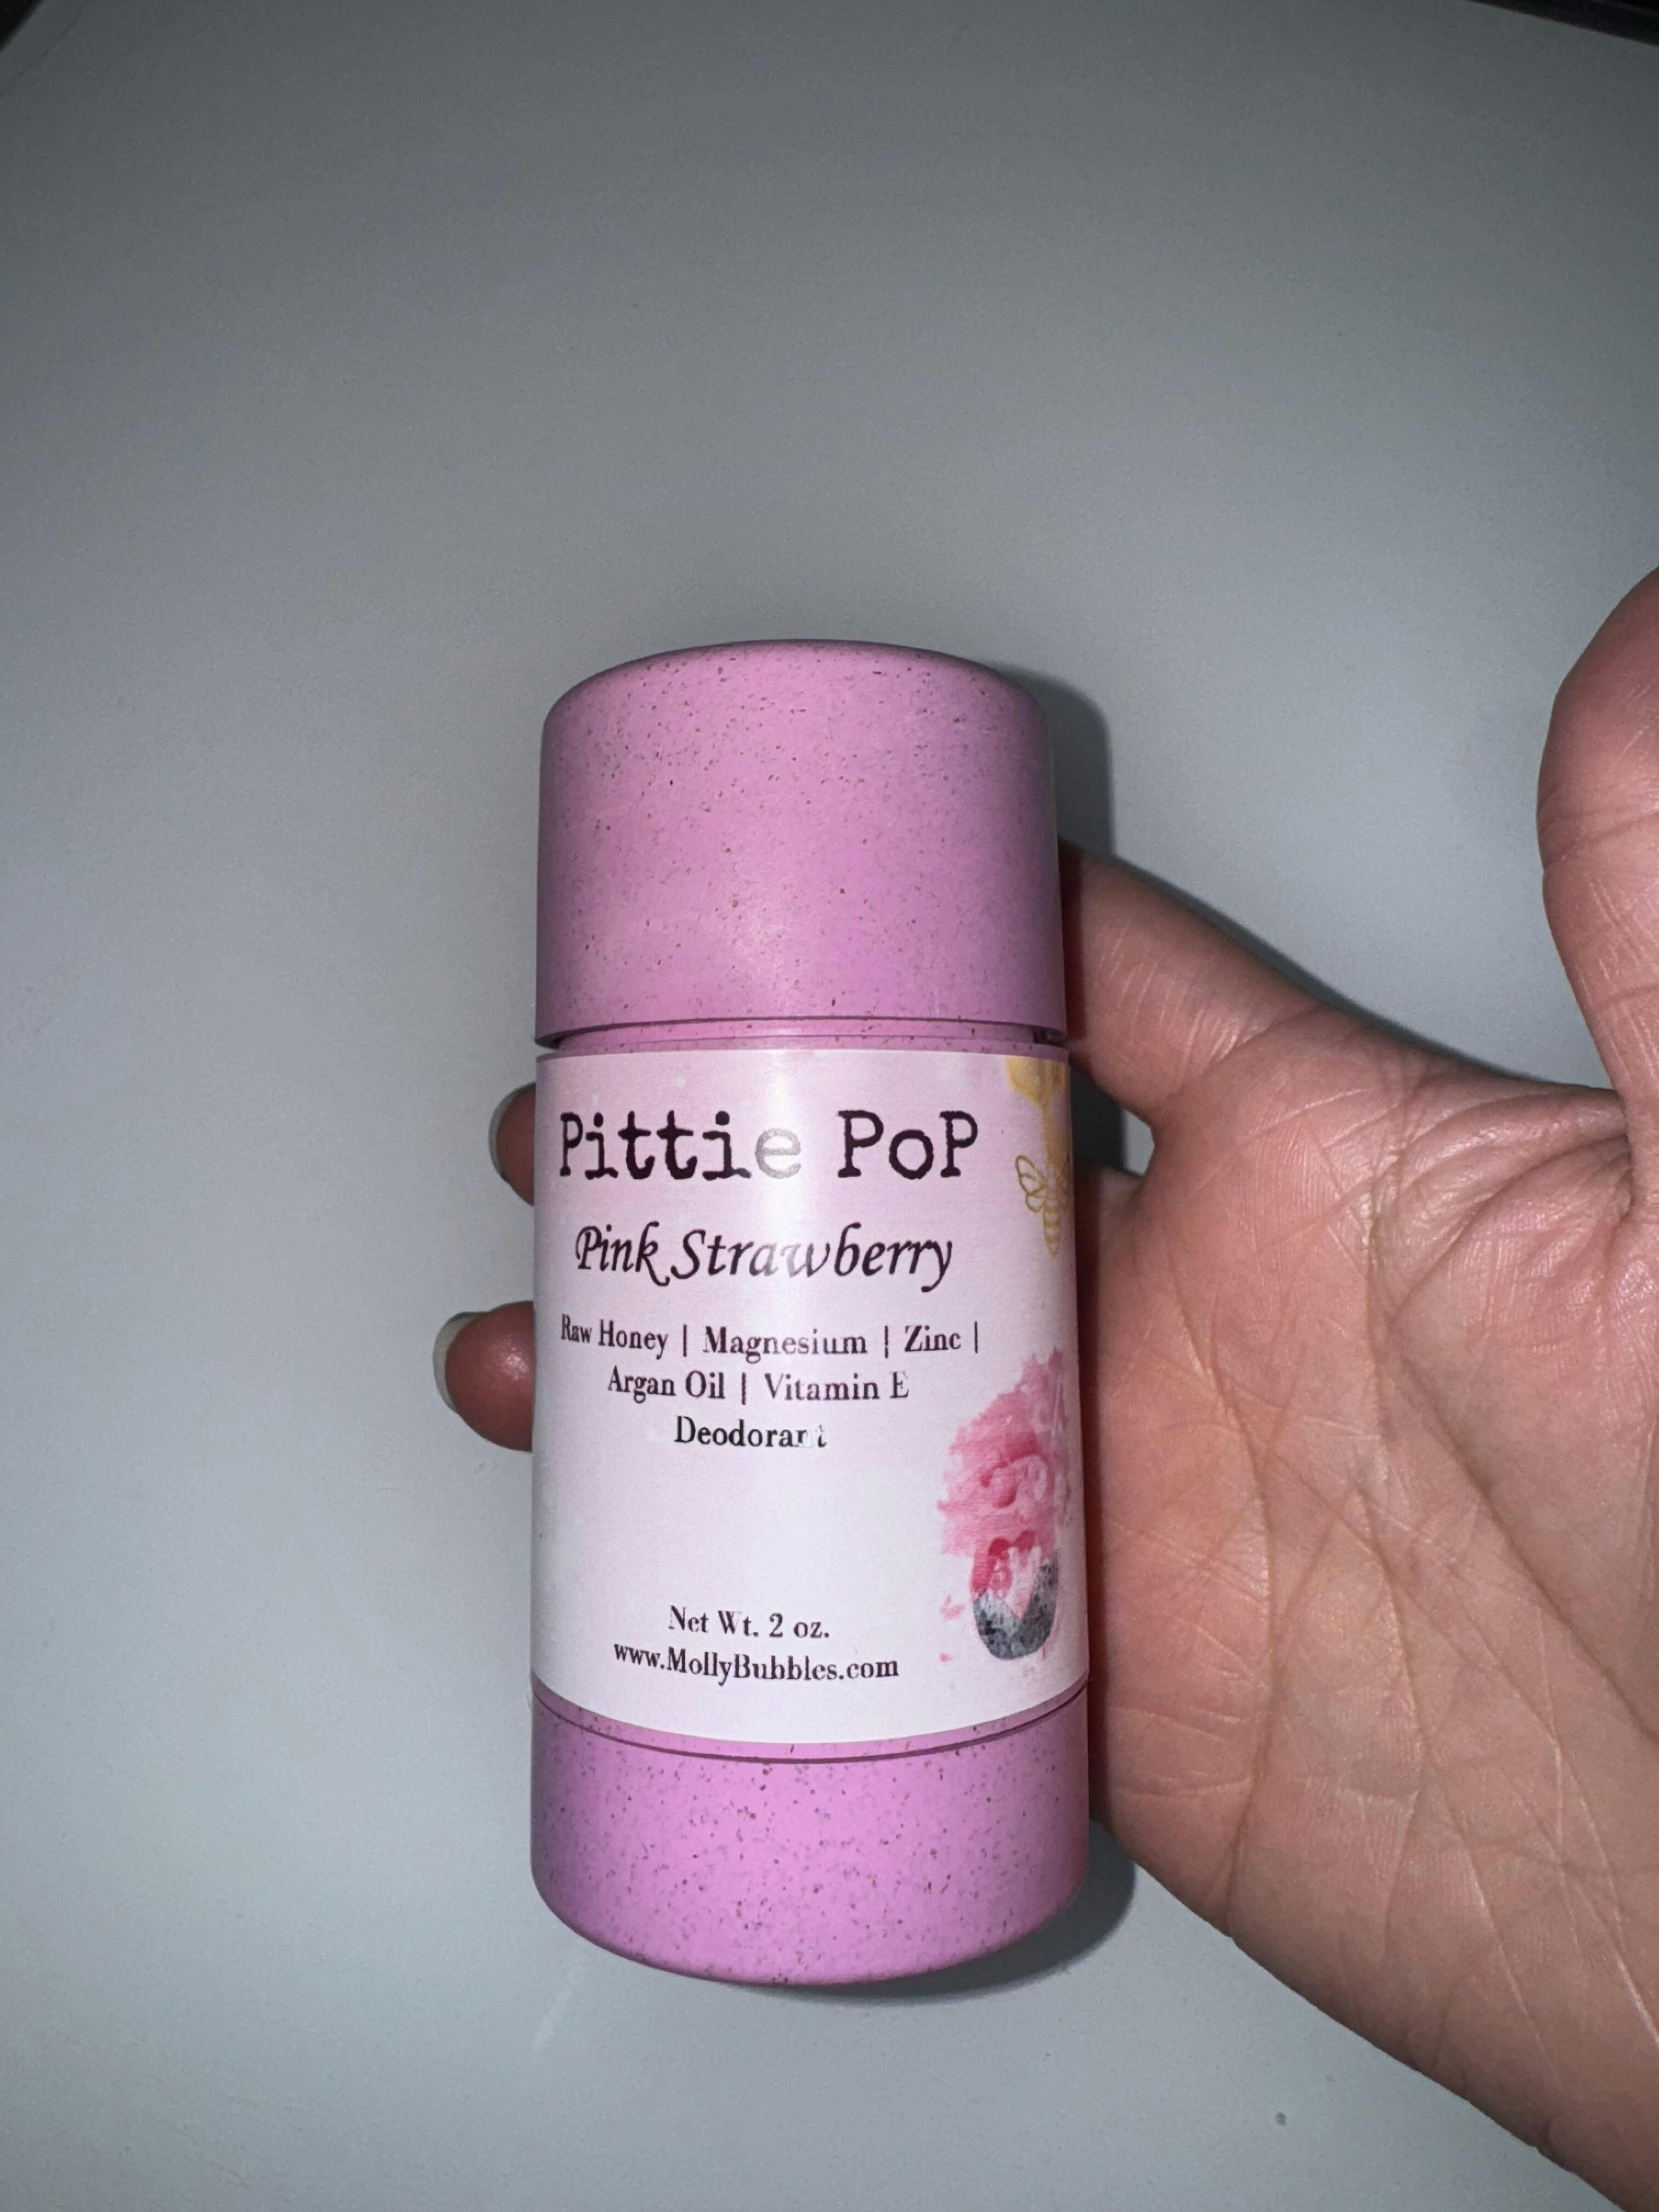 Pittie PoP
Pink Strawberry
Raw Honey | Magnesium | Zinc |
Argan Oil | Vitamin E
Deodorant
Net Wt. 2 oz.
www.MollyBubbles.com